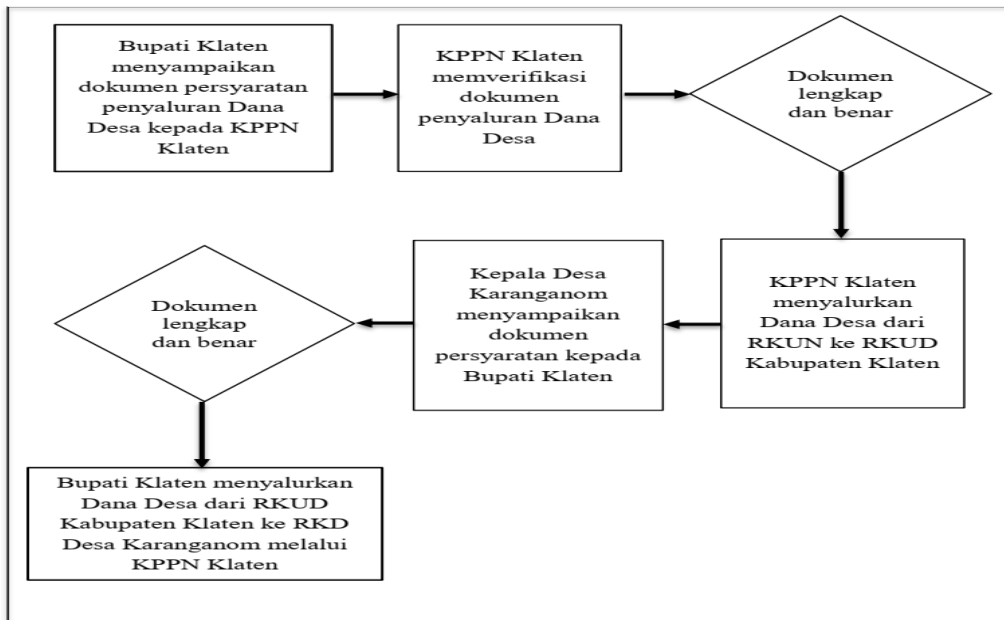 Bupati Klaten
menyampaikan
dokumen persyaratan
penyaluran Dana
Desa kepada KPPN
Klaten
KPPN Klaten
memverifikasi
dokumen
penyaluran Dana
Desa
Dokumen
lengkap
dan benar
KPPN Klaten
menyalurkan
Dana Desa dari
RKUN ke RKUD
Kabupaten Klaten
Kepala Desa
Karanganom
menyampaikan
dokumen
persyaratan kepada
Bupati Klaten
Dokumen
lengkap
dan benar
Bupati Klaten menyalurkan
Dana Desa dari RKUD
Kabupaten Klaten ke RKD
Desa Karanganom melalui
KPPN Klaten